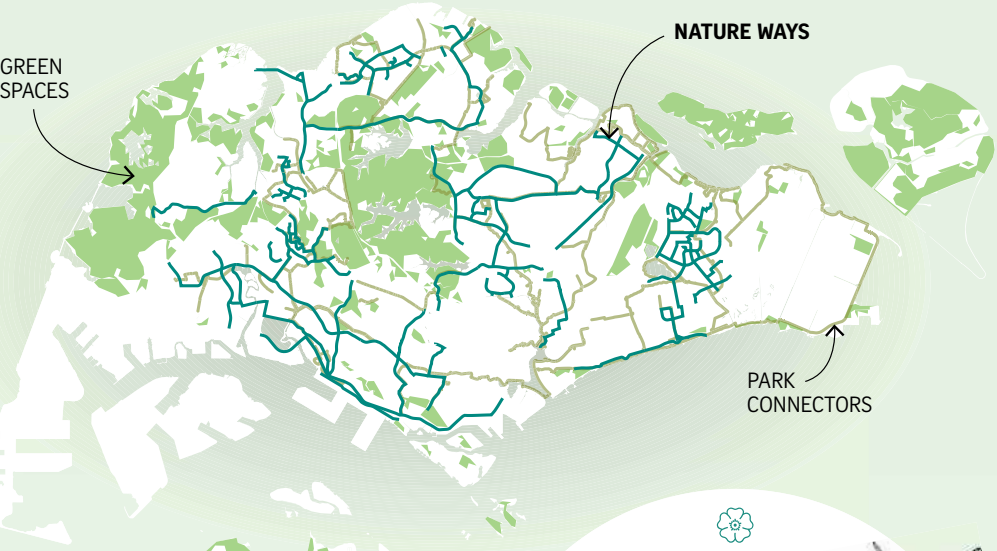 NATURE WAYS
GREEN
SPACES
PARK
CONNECTORS